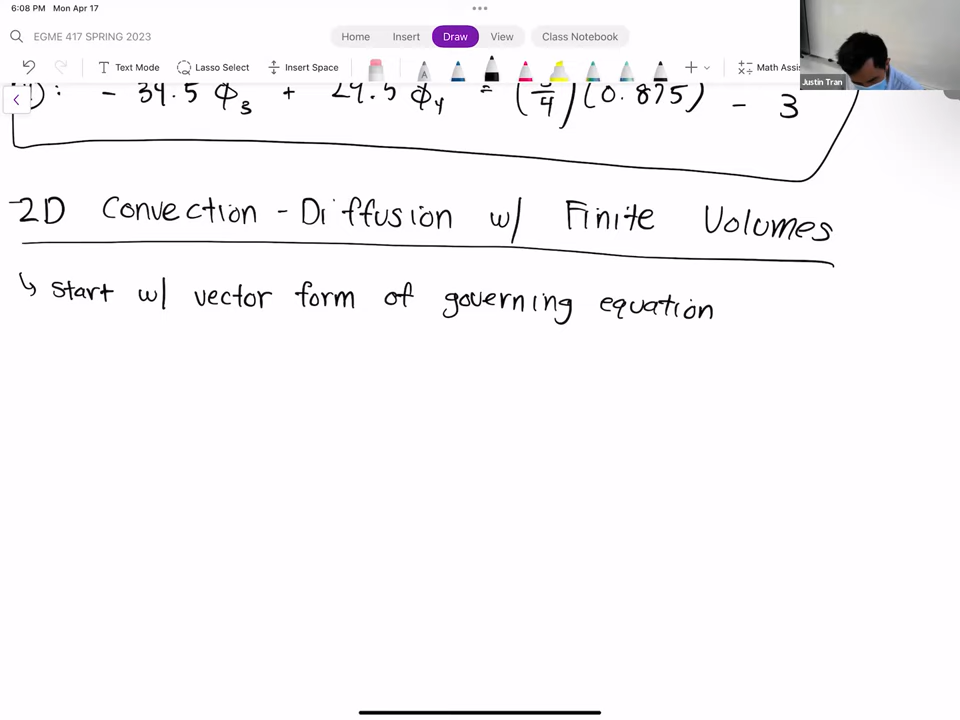 6:08 PM Mon Apr 17
EGME 417 SPRING 2023
Home Insert Draw View Class Notebook
Text Mode Lasso Select Insert Space Math Assis
Justin Tran
: - 34.5 Φ₃ + 29.5 Φ₄ = ( /4)(0.875) - 3
2D Convection - Diffusion w/ Finite Volumes
↳ start w/ vector form of governing equation